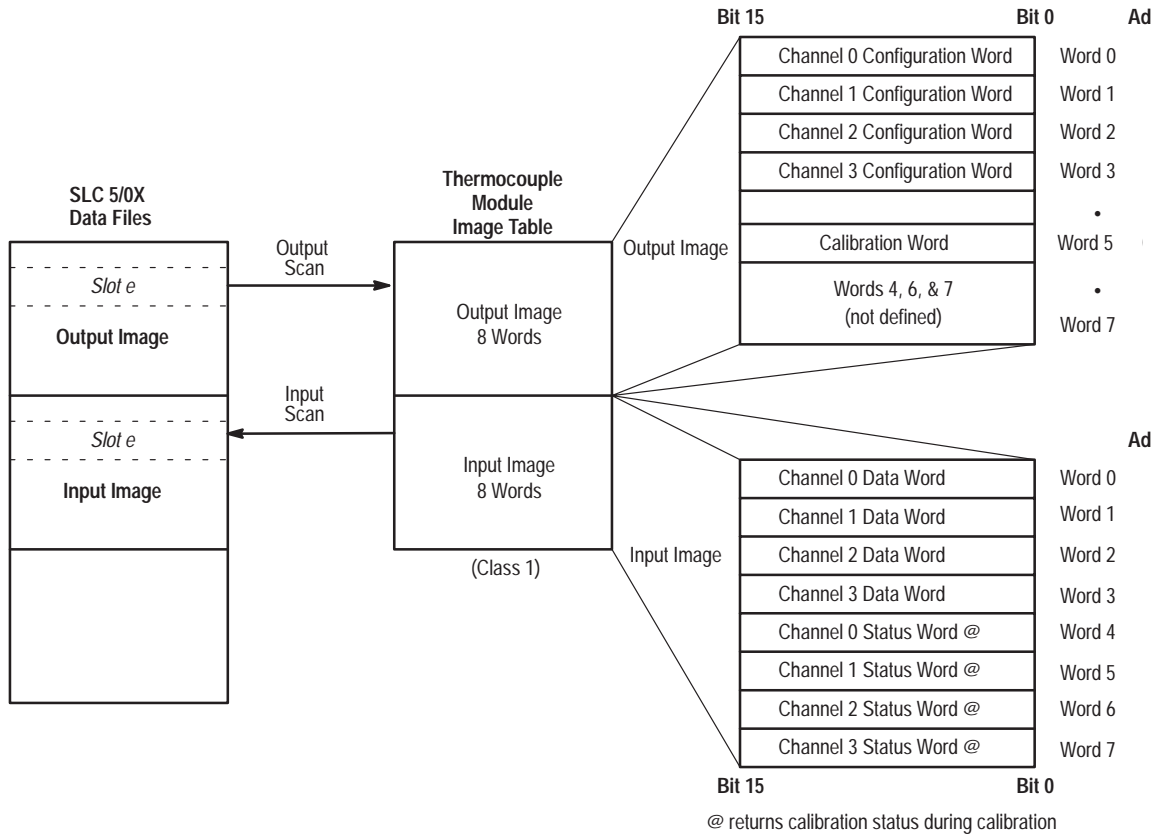 Bit 15 Bit 0 Ad
Channel 0 Configuration Word Word 0
Channel 1 Configuration Word Word 1
Channel 2 Configuration Word Word 2
Channel 3 Configuration Word Word 3
•
Calibration Word Word 5
Words 4, 6, & 7
(not defined)
•
Word 7
Output Image
SLC 5/0X
Data Files
Slot e
Output Image
Slot e
Input Image
Output
Scan
Input
Scan
Thermocouple
Module
Image Table
Output Image
8 Words
Input Image
8 Words
(Class 1)
Input Image
Ad
Channel 0 Data Word Word 0
Channel 1 Data Word Word 1
Channel 2 Data Word Word 2
Channel 3 Data Word Word 3
Channel 0 Status Word @ Word 4
Channel 1 Status Word @ Word 5
Channel 2 Status Word @ Word 6
Channel 3 Status Word @ Word 7
Bit 15 Bit 0
@ returns calibration status during calibration